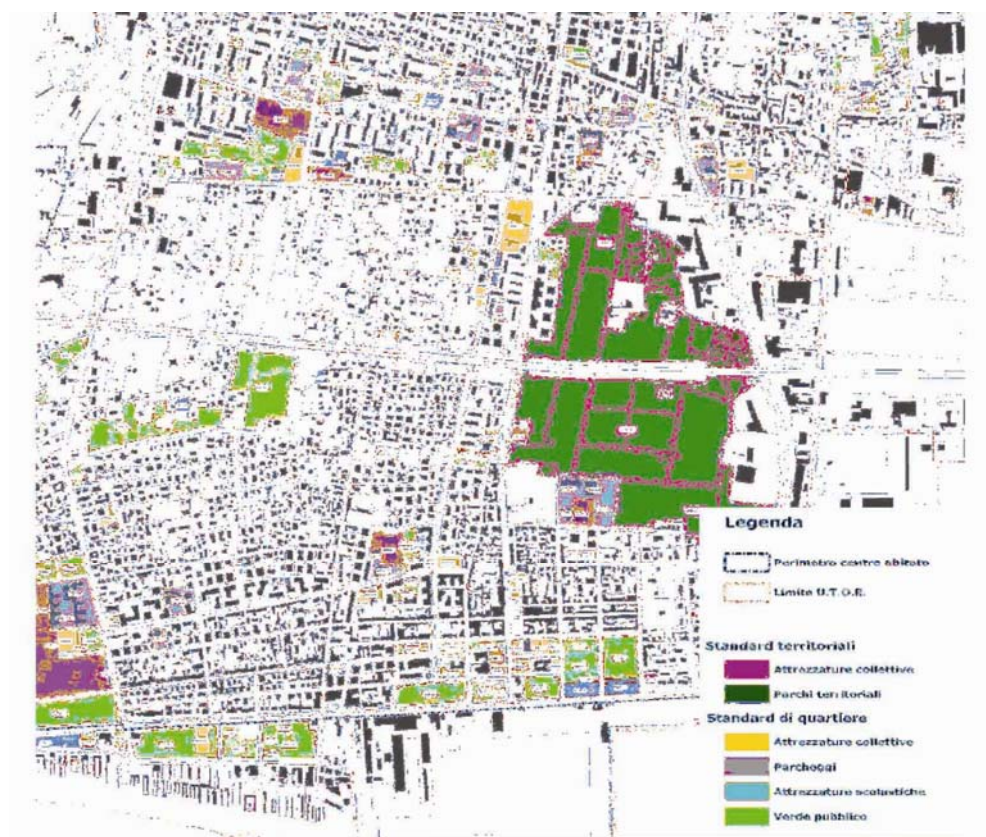 Legenda
Perimetro centro abitato
Limite U.T.O.E.
Standard territoriali
Attrezzature collettive
Parchi territoriali
Standard di quartiere
Attrezzature collettive
Parcheggi
Attrezzature scolastiche
Verde pubblico